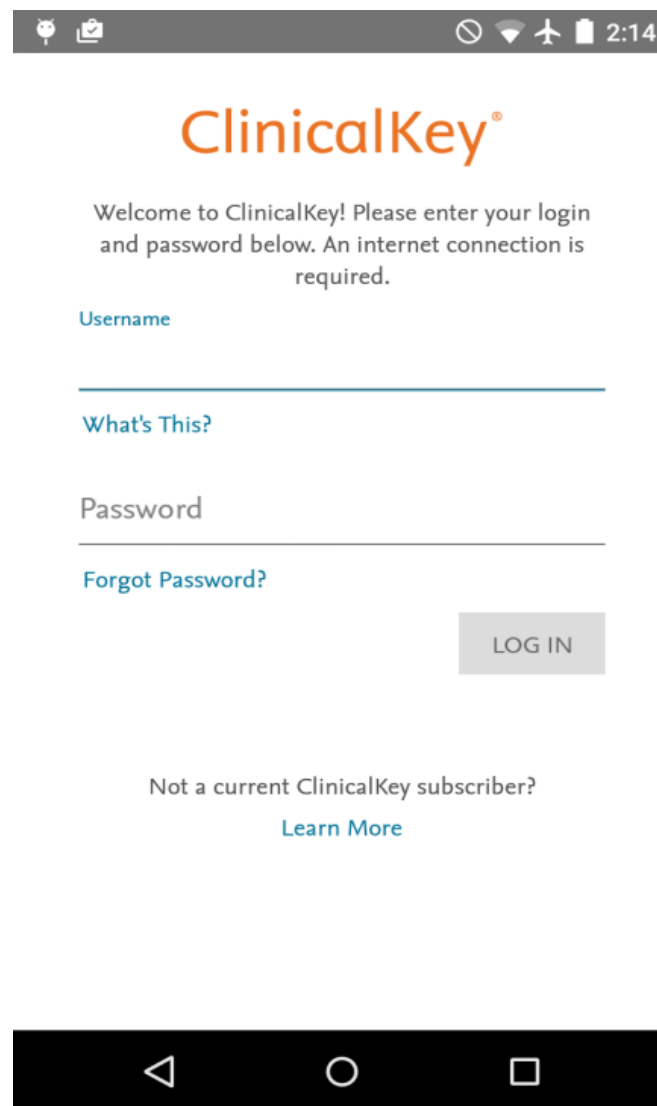 2:14
ClinicalKey®
Welcome to ClinicalKey! Please enter your login
and password below. An internet connection is
required.
Username
What's This?
Password
Forgot Password?
LOG IN
Not a current ClinicalKey subscriber?
Learn More